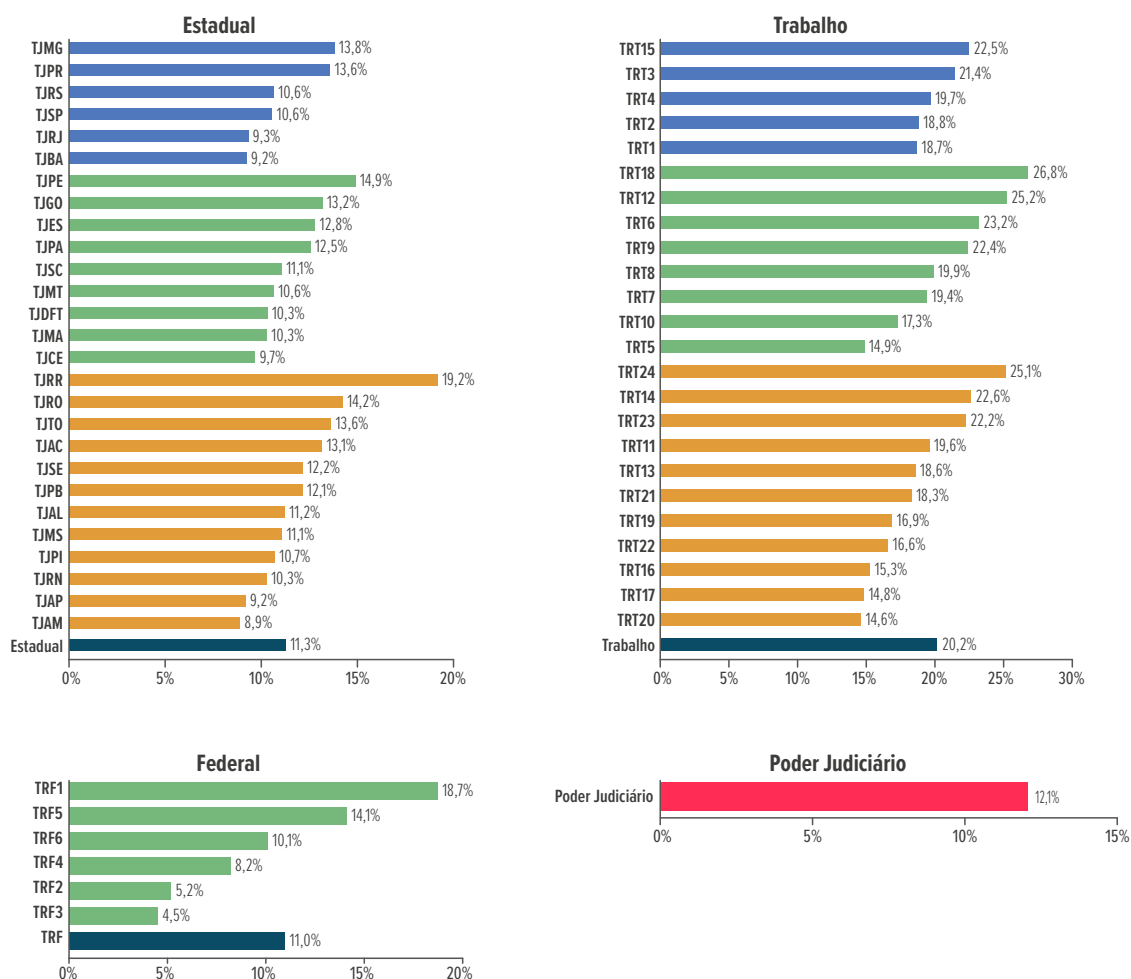 Estadual
TJMG 13,8%
TJPR 13,6%
TJRS 10,6%
TJSP 10,6%
TJRJ 9,3%
TJBA 9,2%
TJPE 14,9%
TJGO 13,2%
TJES 12,8%
TJPA 12,5%
TJSC 11,1%
TJMT 10,6%
TJDFT 10,3%
TJMA 10,3%
TJCE 9,7%
TJRR 19,2%
TJRO 14,2%
TJTO 13,6%
TJAC 13,1%
TJSE 12,2%
TJPB 12,1%
TJAL 11,2%
TJMS 11,1%
TJPI 10,7%
TJRN 10,3%
TJAP 9,2%
TJAM 8,9%
Estadual 11,3%
0% 5% 10% 15% 20%
Trabalho
TRT15 22,5%
TRT3 21,4%
TRT4 19,7%
TRT2 18,8%
TRT1 18,7%
TRT18 26,8%
TRT12 25,2%
TRT6 23,2%
TRT9 22,4%
TRT8 19,9%
TRT7 19,4%
TRT10 17,3%
TRT5 14,9%
TRT24 25,1%
TRT14 22,6%
TRT23 22,2%
TRT11 19,6%
TRT13 18,6%
TRT21 18,3%
TRT19 16,9%
TRT22 16,6%
TRT16 15,3%
TRT17 14,8%
TRT20 14,6%
Trabalho 20,2%
0% 5% 10% 15% 20% 25% 30%
Federal
TRF1 18,7%
TRF5 14,1%
TRF6 10,1%
TRF4 8,2%
TRF2 5,2%
TRF3 4,5%
TRF 11,0%
0% 5% 10% 15% 20%
Poder Judiciário
Poder Judiciário 12,1%
0% 5% 10% 15%